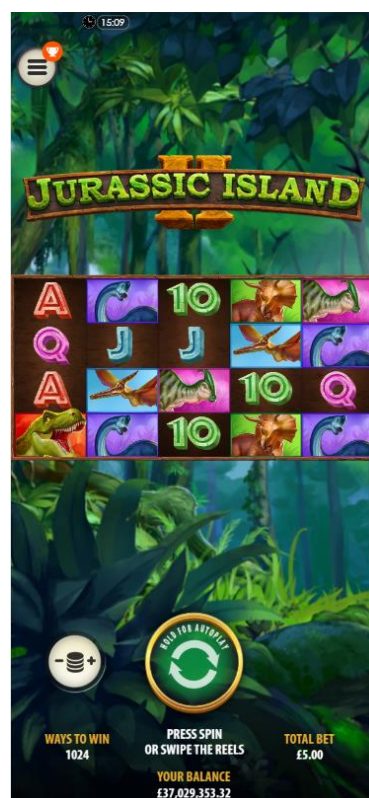 15:09
II
JURASSIC ISLAND
A 10
Q J J
A 10 Q
10
HOLD FOR AUTOPLAY
WAYS TO WIN
1024
PRESS SPIN
OR SWIPE THE REELS
TOTAL BET
£5.00
YOUR BALANCE
£37,029,353.32